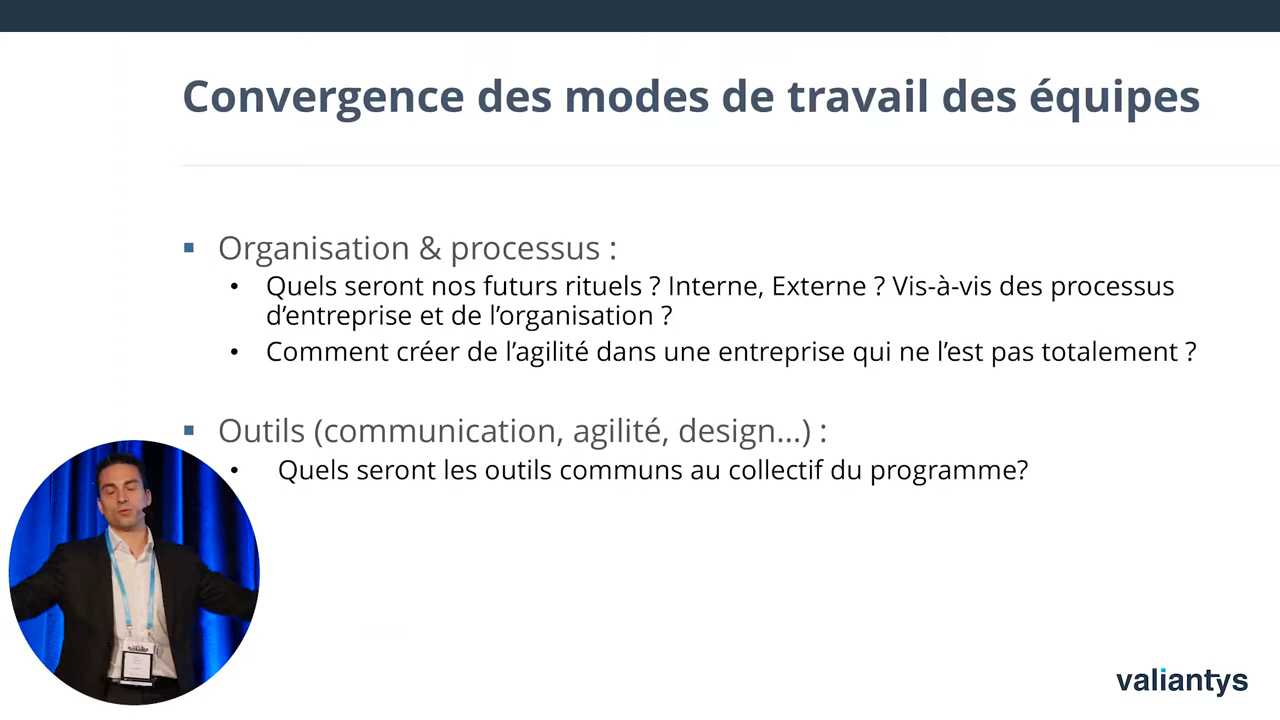 Convergence des modes de travail des équipes
Organisation & processus :
Quels seront nos futurs rituels ? Interne, Externe ? Vis-à-vis des processus
d’entreprise et de l’organisation ?
Comment créer de l’agilité dans une entreprise qui ne l’est pas totalement ?
Outils (communication, agilité, design...) :
Quels seront les outils communs au collectif du programme?
valiantys